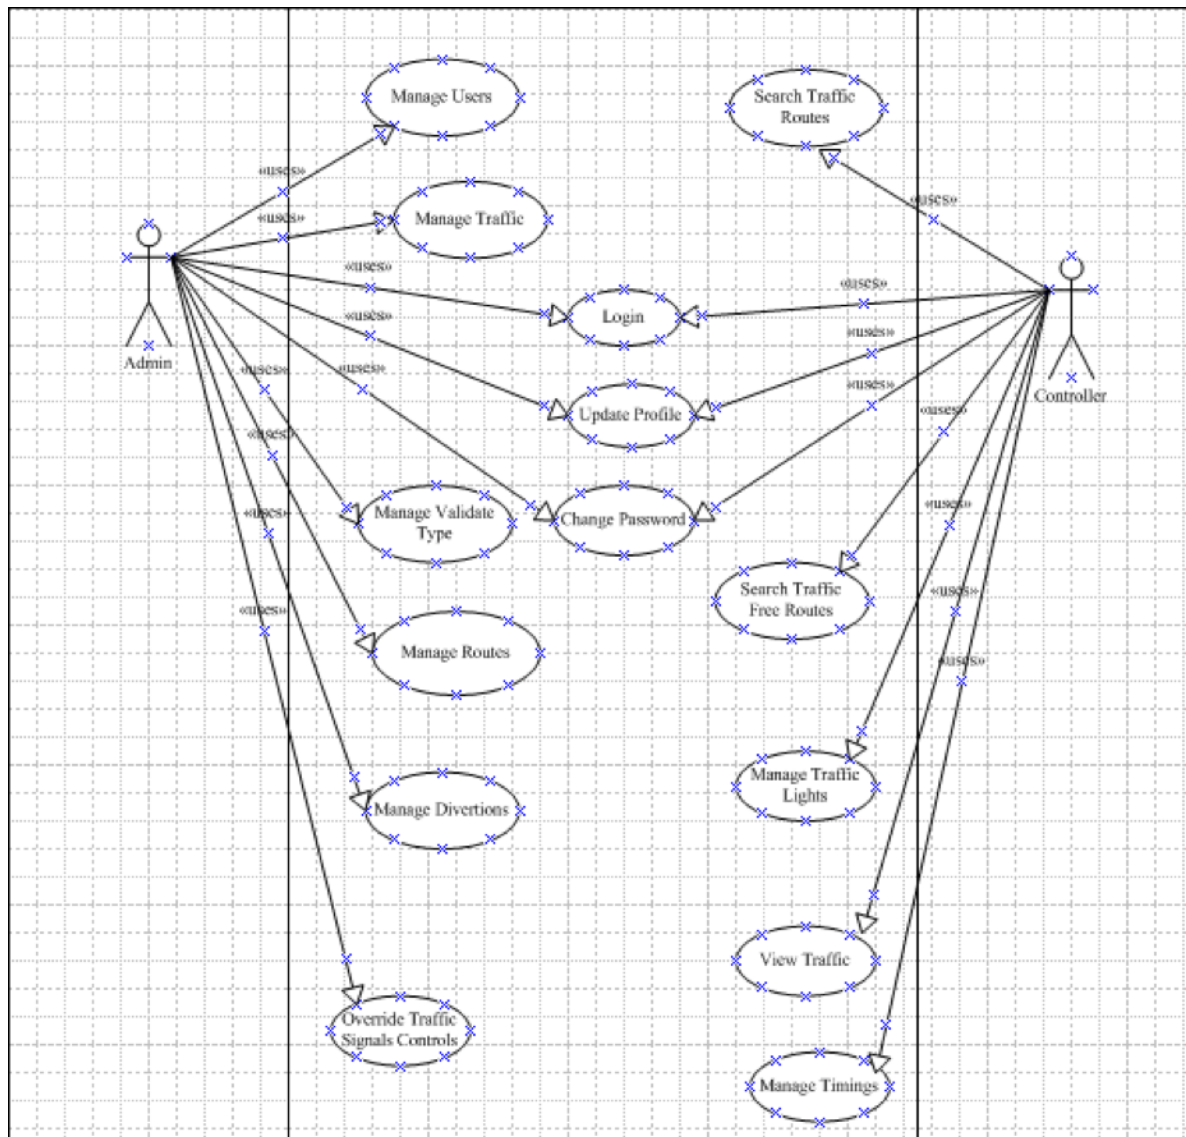 Manage Users
Search Traffic
Routes
«uses»
«uses»
«uses»
Manage Traffic
«uses»
«uses»
Login
Admin
Controller
«uses»
«uses»
«uses»
«uses»
«uses»
Update Profile
«uses»
«uses»
Manage Validate
Type
Change Password
«uses»
«uses»
Search Traffic
Free Routes
«uses»
«uses»
Manage Routes
«uses»
Manage Traffic
Lights
Manage Divertions
View Traffic
Override Traffic
Signals Controls
Manage Timings